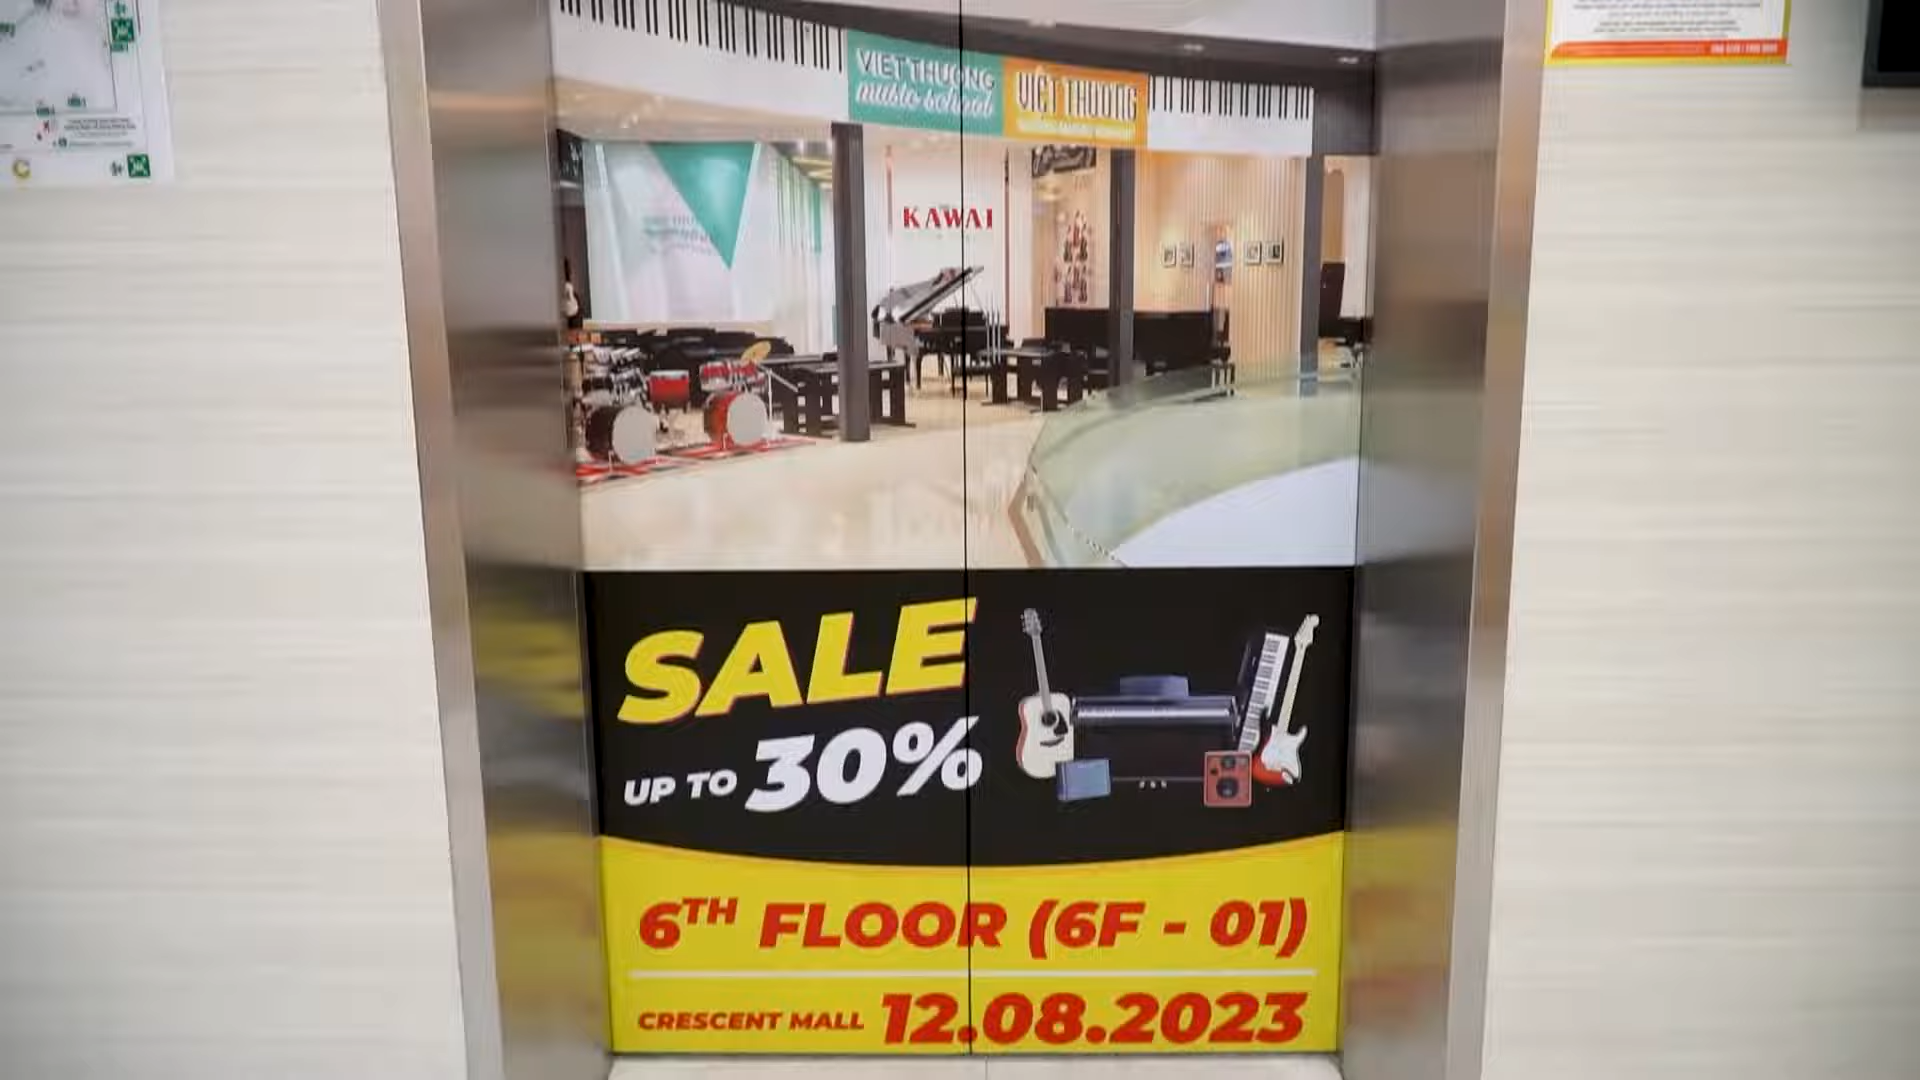 VIET THUONG
music school
VIỆT THƯƠNG
KAWAI
SALE
UP TO 30%
6TH FLOOR (6F - 01)
CRESCENT MALL 12.08.2023